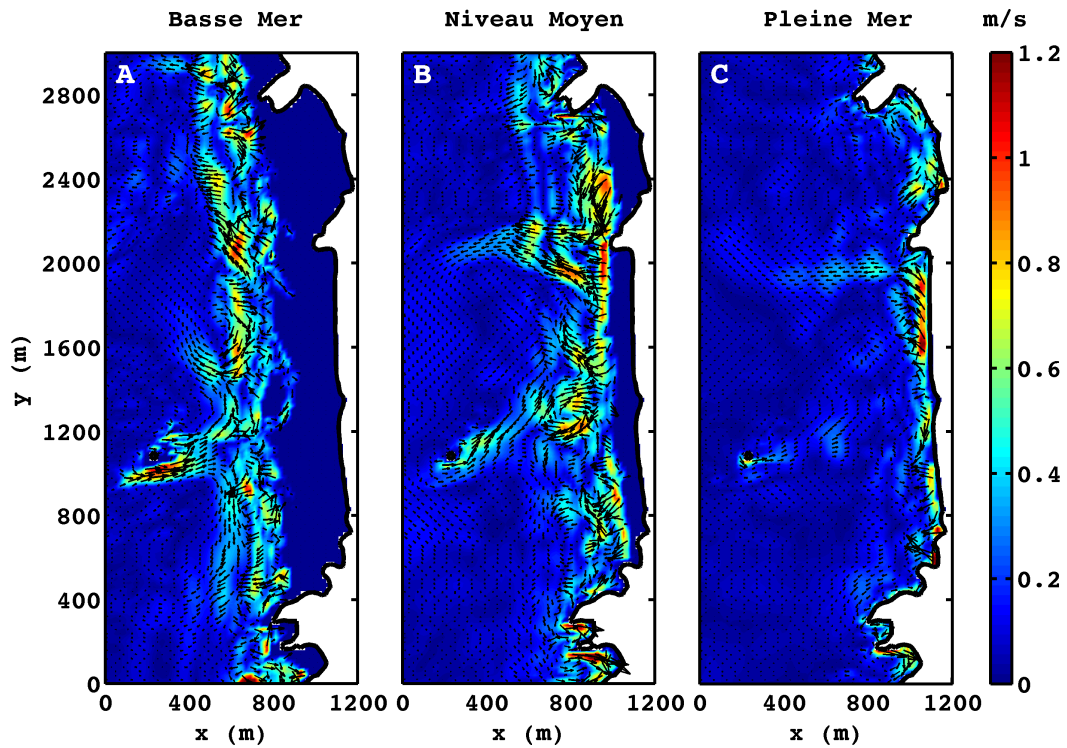 Basse Mer
Niveau Moyen
Pleine Mer
m/s
A
B
C
2800
2400
2000
1600
1200
800
400
0
y (m)
0 400 800 1200
0 400 800 1200
0 400 800 1200
x (m)
x (m)
x (m)
1.2
1
0.8
0.6
0.4
0.2
0